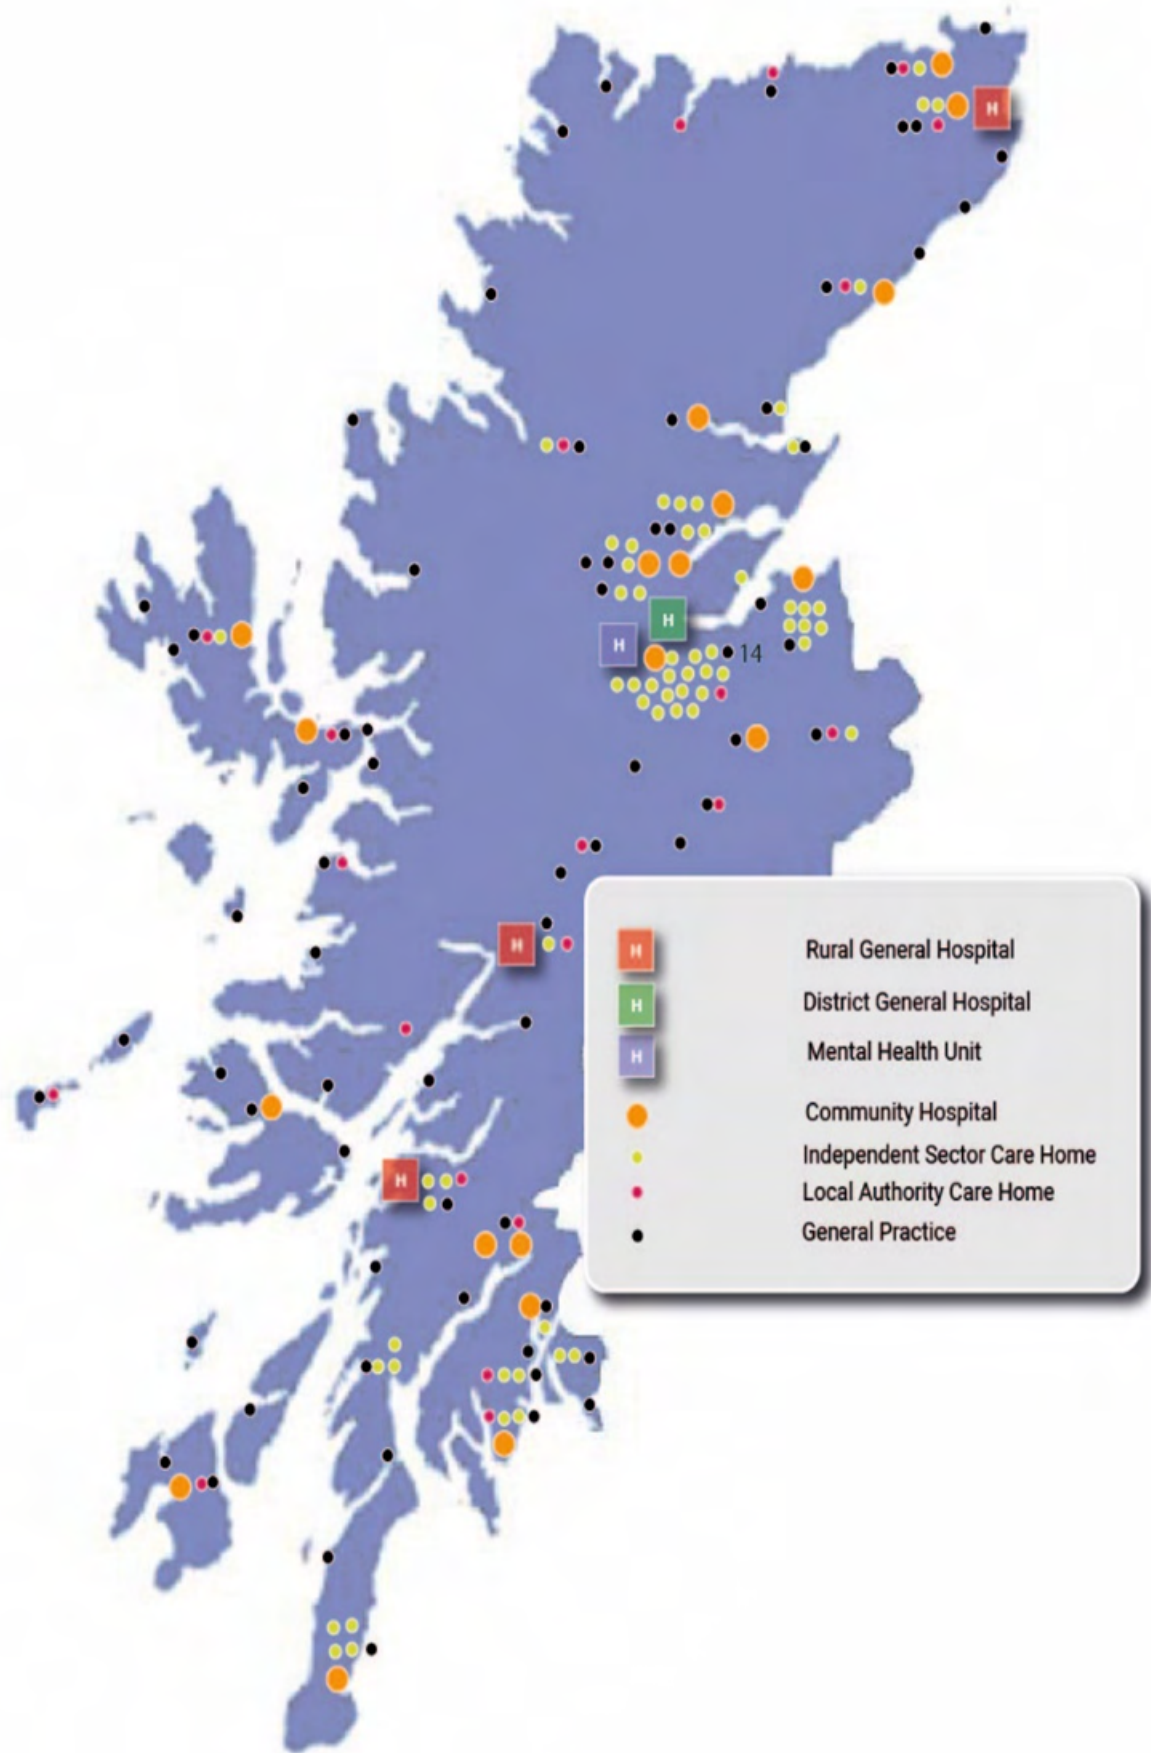 H
H
H
14
H
H
H Rural General Hospital
H District General Hospital
H Mental Health Unit
Community Hospital
Independent Sector Care Home
Local Authority Care Home
General Practice